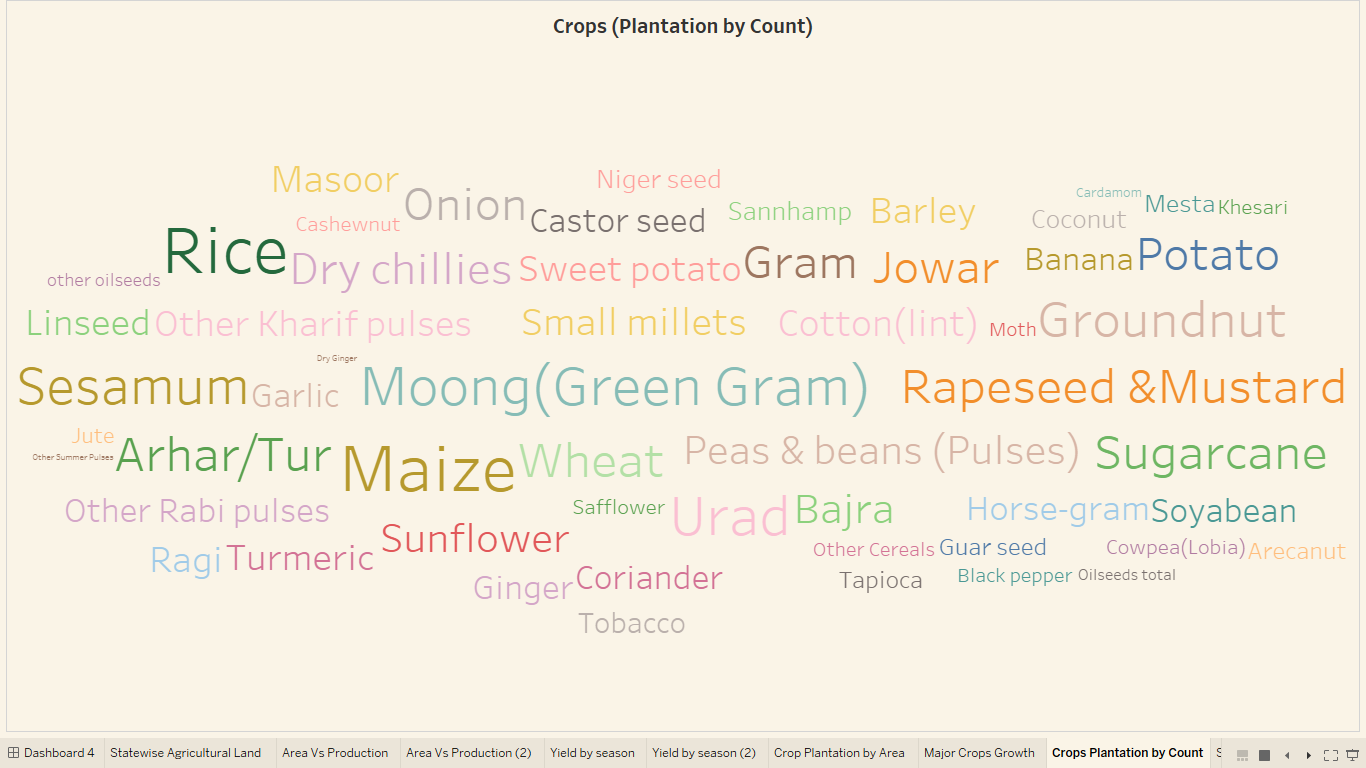 Crops (Plantation by Count)
Masoor
Niger seed
Cardamom
Onion
Castor seed
Sannhamp
Barley
Mesta
Khesari
Cashewnut
Coconut
Rice
other oilseeds
Dry chillies
Sweet potato
Gram
Jowar
Banana
Potato
Linseed
Other Kharif pulses
Small millets
Cotton(lint)
Moth
Groundnut
Dry Ginger
Sesamum
Garlic
Moong(Green Gram)
Rapeseed &Mustard
Jute
Other Summer Pulses
Arhar/Tur
Maize
Wheat
Peas & beans (Pulses)
Sugarcane
Other Rabi pulses
Safflower
Urad
Bajra
Horse-gram
Soyabean
Ragi
Turmeric
Sunflower
Other Cereals
Guar seed
Cowpea(Lobia)
Arecanut
Ginger
Coriander
Tapioca
Black pepper
Oilseeds total
Tobacco
Dashboard 4 Statewise Agricultural Land Area Vs Production Area Vs Production (2) Yield by season Yield by season (2) Crop Plantation by Area Major Crops Growth Crops Plantation by Count